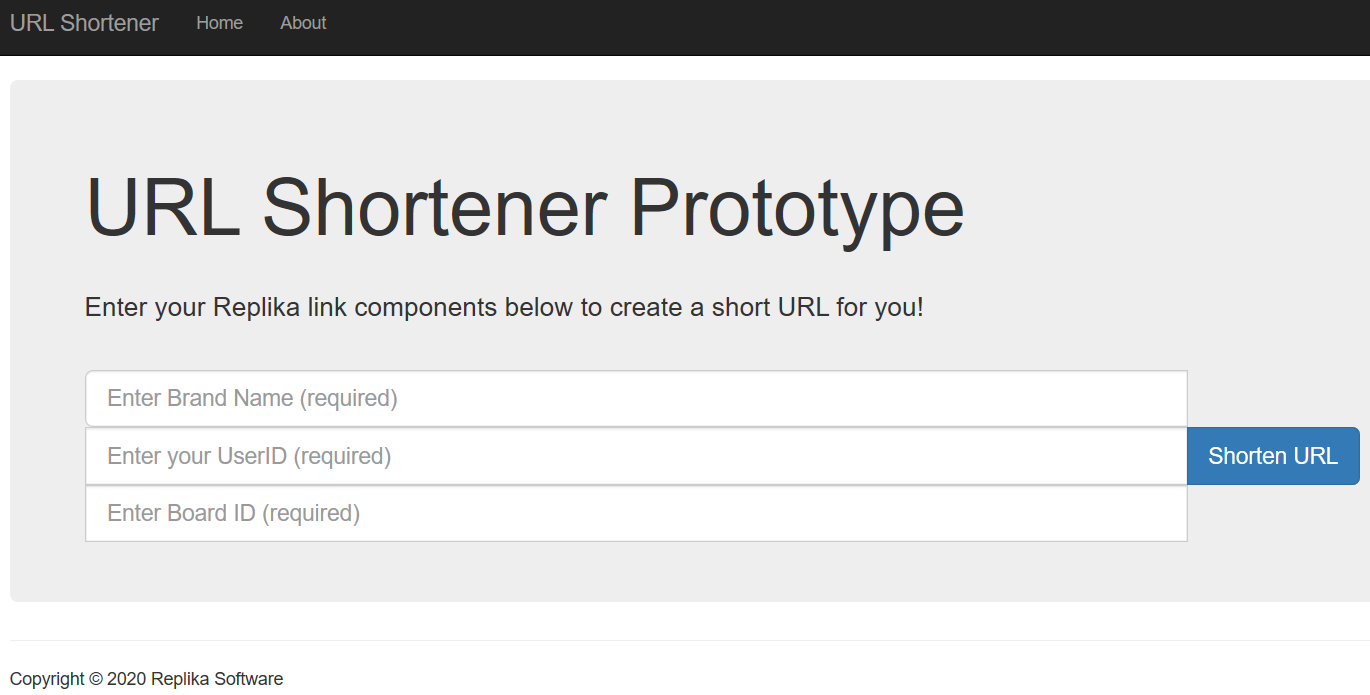 URL Shortener Home About
URL Shortener Prototype
Enter your Replika link components below to create a short URL for you!
Enter Brand Name (required)
Enter your UserID (required) Shorten URL
Enter Board ID (required)
Copyright © 2020 Replika Software